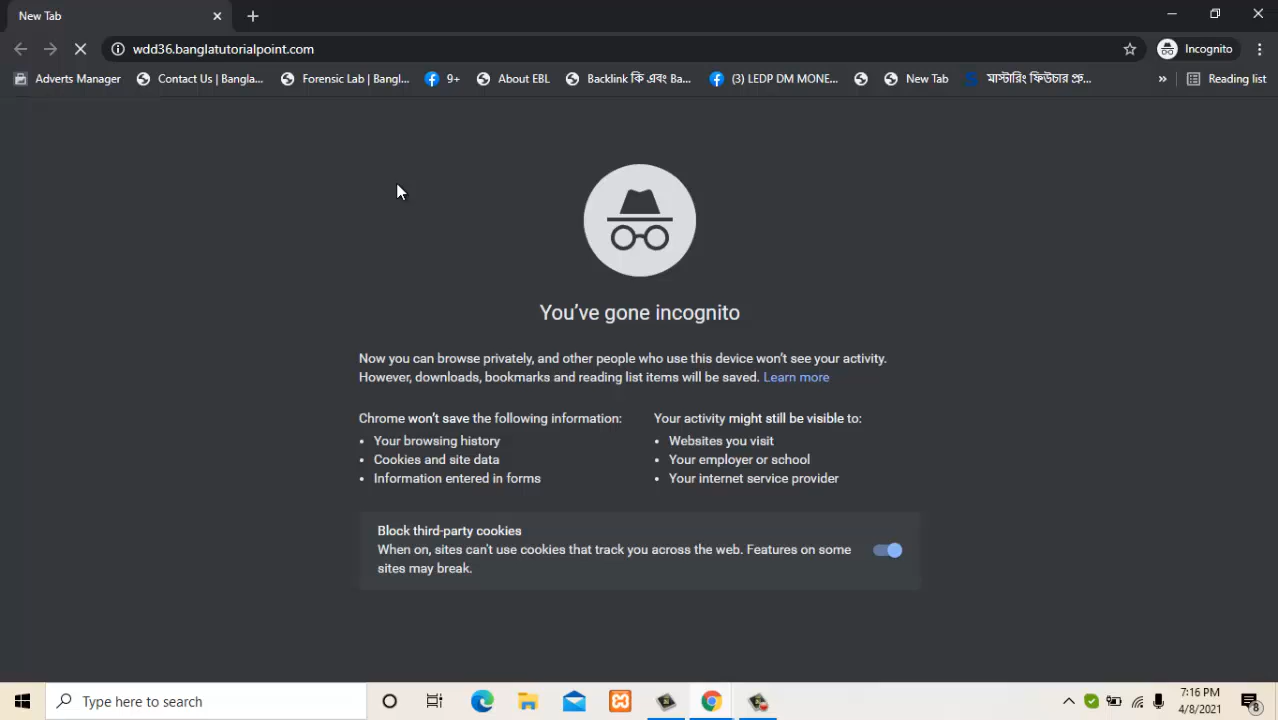 New Tab
wdd36.banglatutorialpoint.com
Incognito
Adverts Manager
Contact Us | Bangla...
Forensic Lab | Bangl...
9+
About EBL
Backlink কি এবং Ba...
(3) LEDP DM MONE...
New Tab
মাস্টারিং ফিউচার প্রু...
»
Reading list
You've gone incognito
Now you can browse privately, and other people who use this device won't see your activity.
However, downloads, bookmarks and reading list items will be saved. Learn more
Chrome won't save the following information:
• Your browsing history
• Cookies and site data
• Information entered in forms
Your activity might still be visible to:
• Websites you visit
• Your employer or school
• Your internet service provider
Block third-party cookies
When on, sites can't use cookies that track you across the web. Features on some
sites may break.
Type here to search
7:16 PM
4/8/2021
8